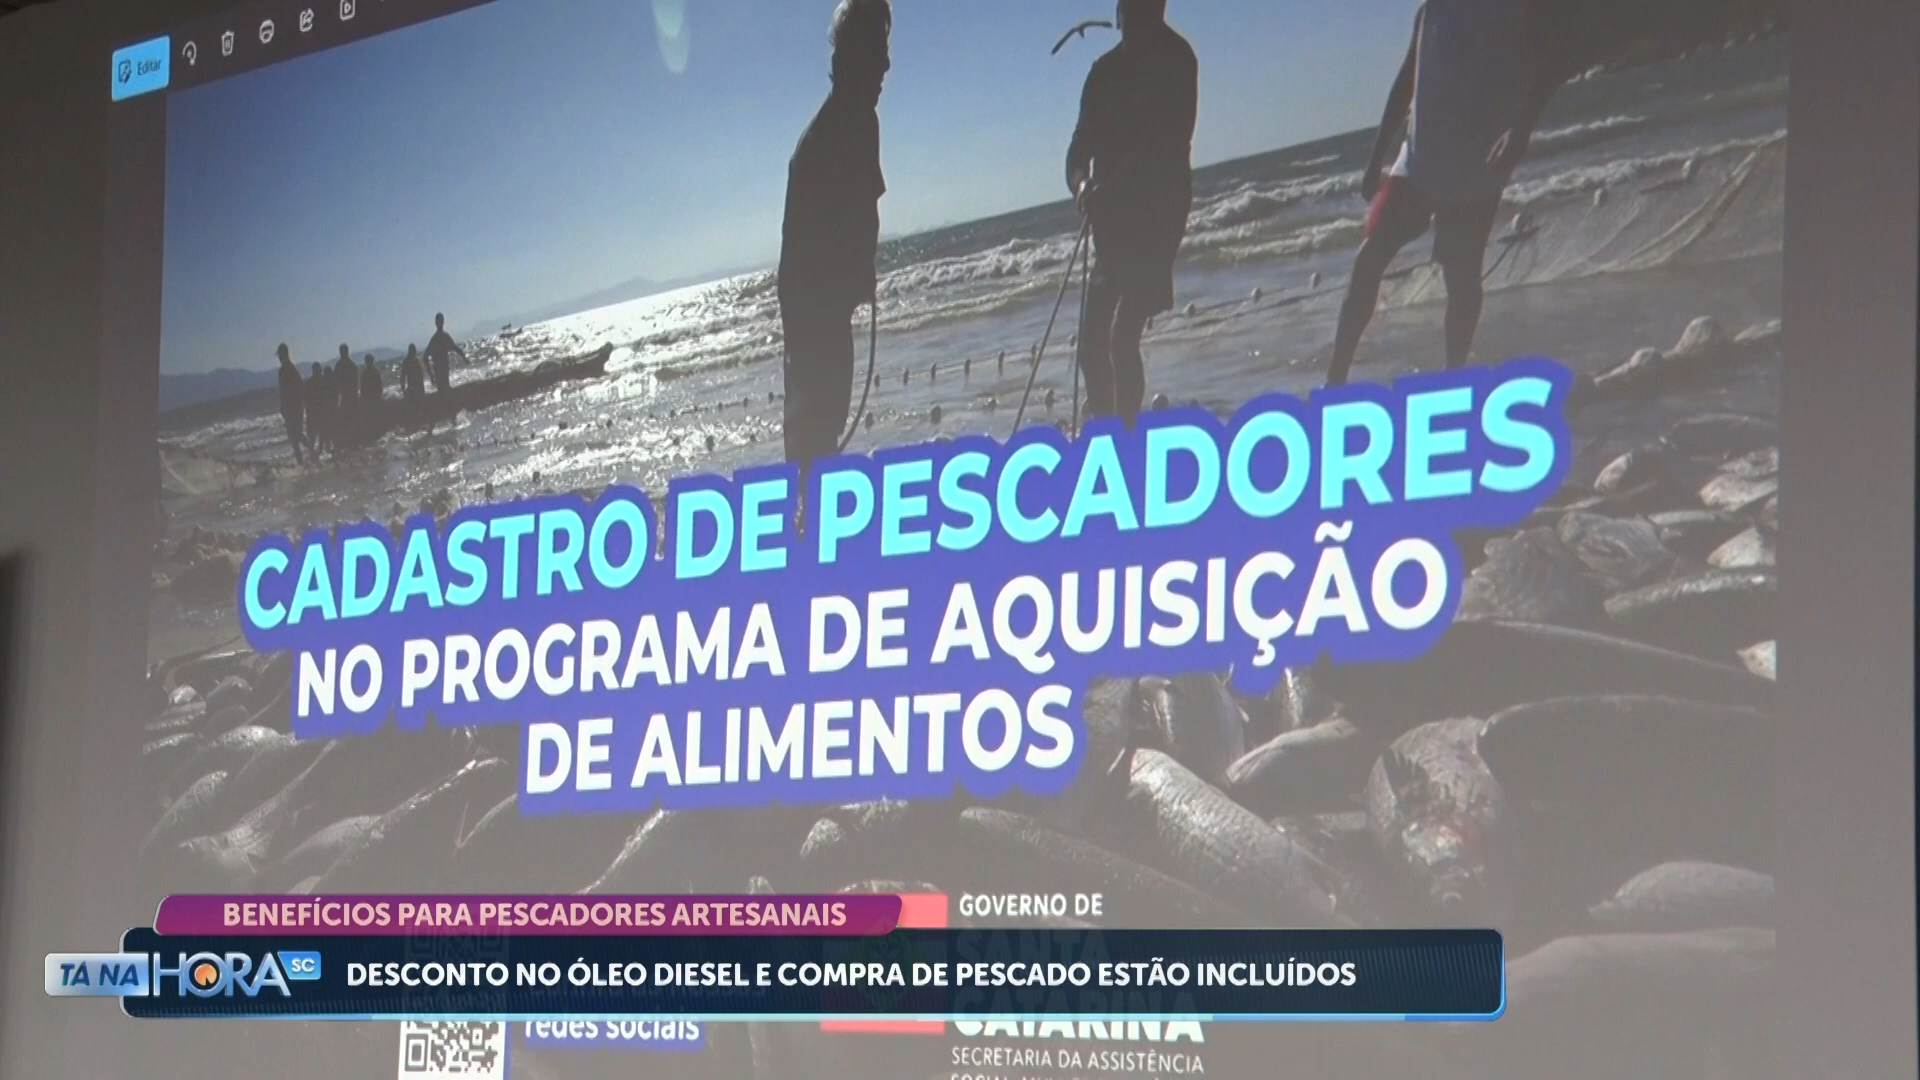 Editar
CADASTRO DE PESCADORES
NO PROGRAMA DE AQUISIÇÃO
DE ALIMENTOS
BENEFÍCIOS PARA PESCADORES ARTESANAIS
TÁ NA HORA SC
DESCONTO NO ÓLEO DIESEL E COMPRA DE PESCADO ESTÃO INCLUÍDOS
redes sociais
GOVERNO DE
SANTA
CATARINA
SECRETARIA DA ASSISTÊNCIA